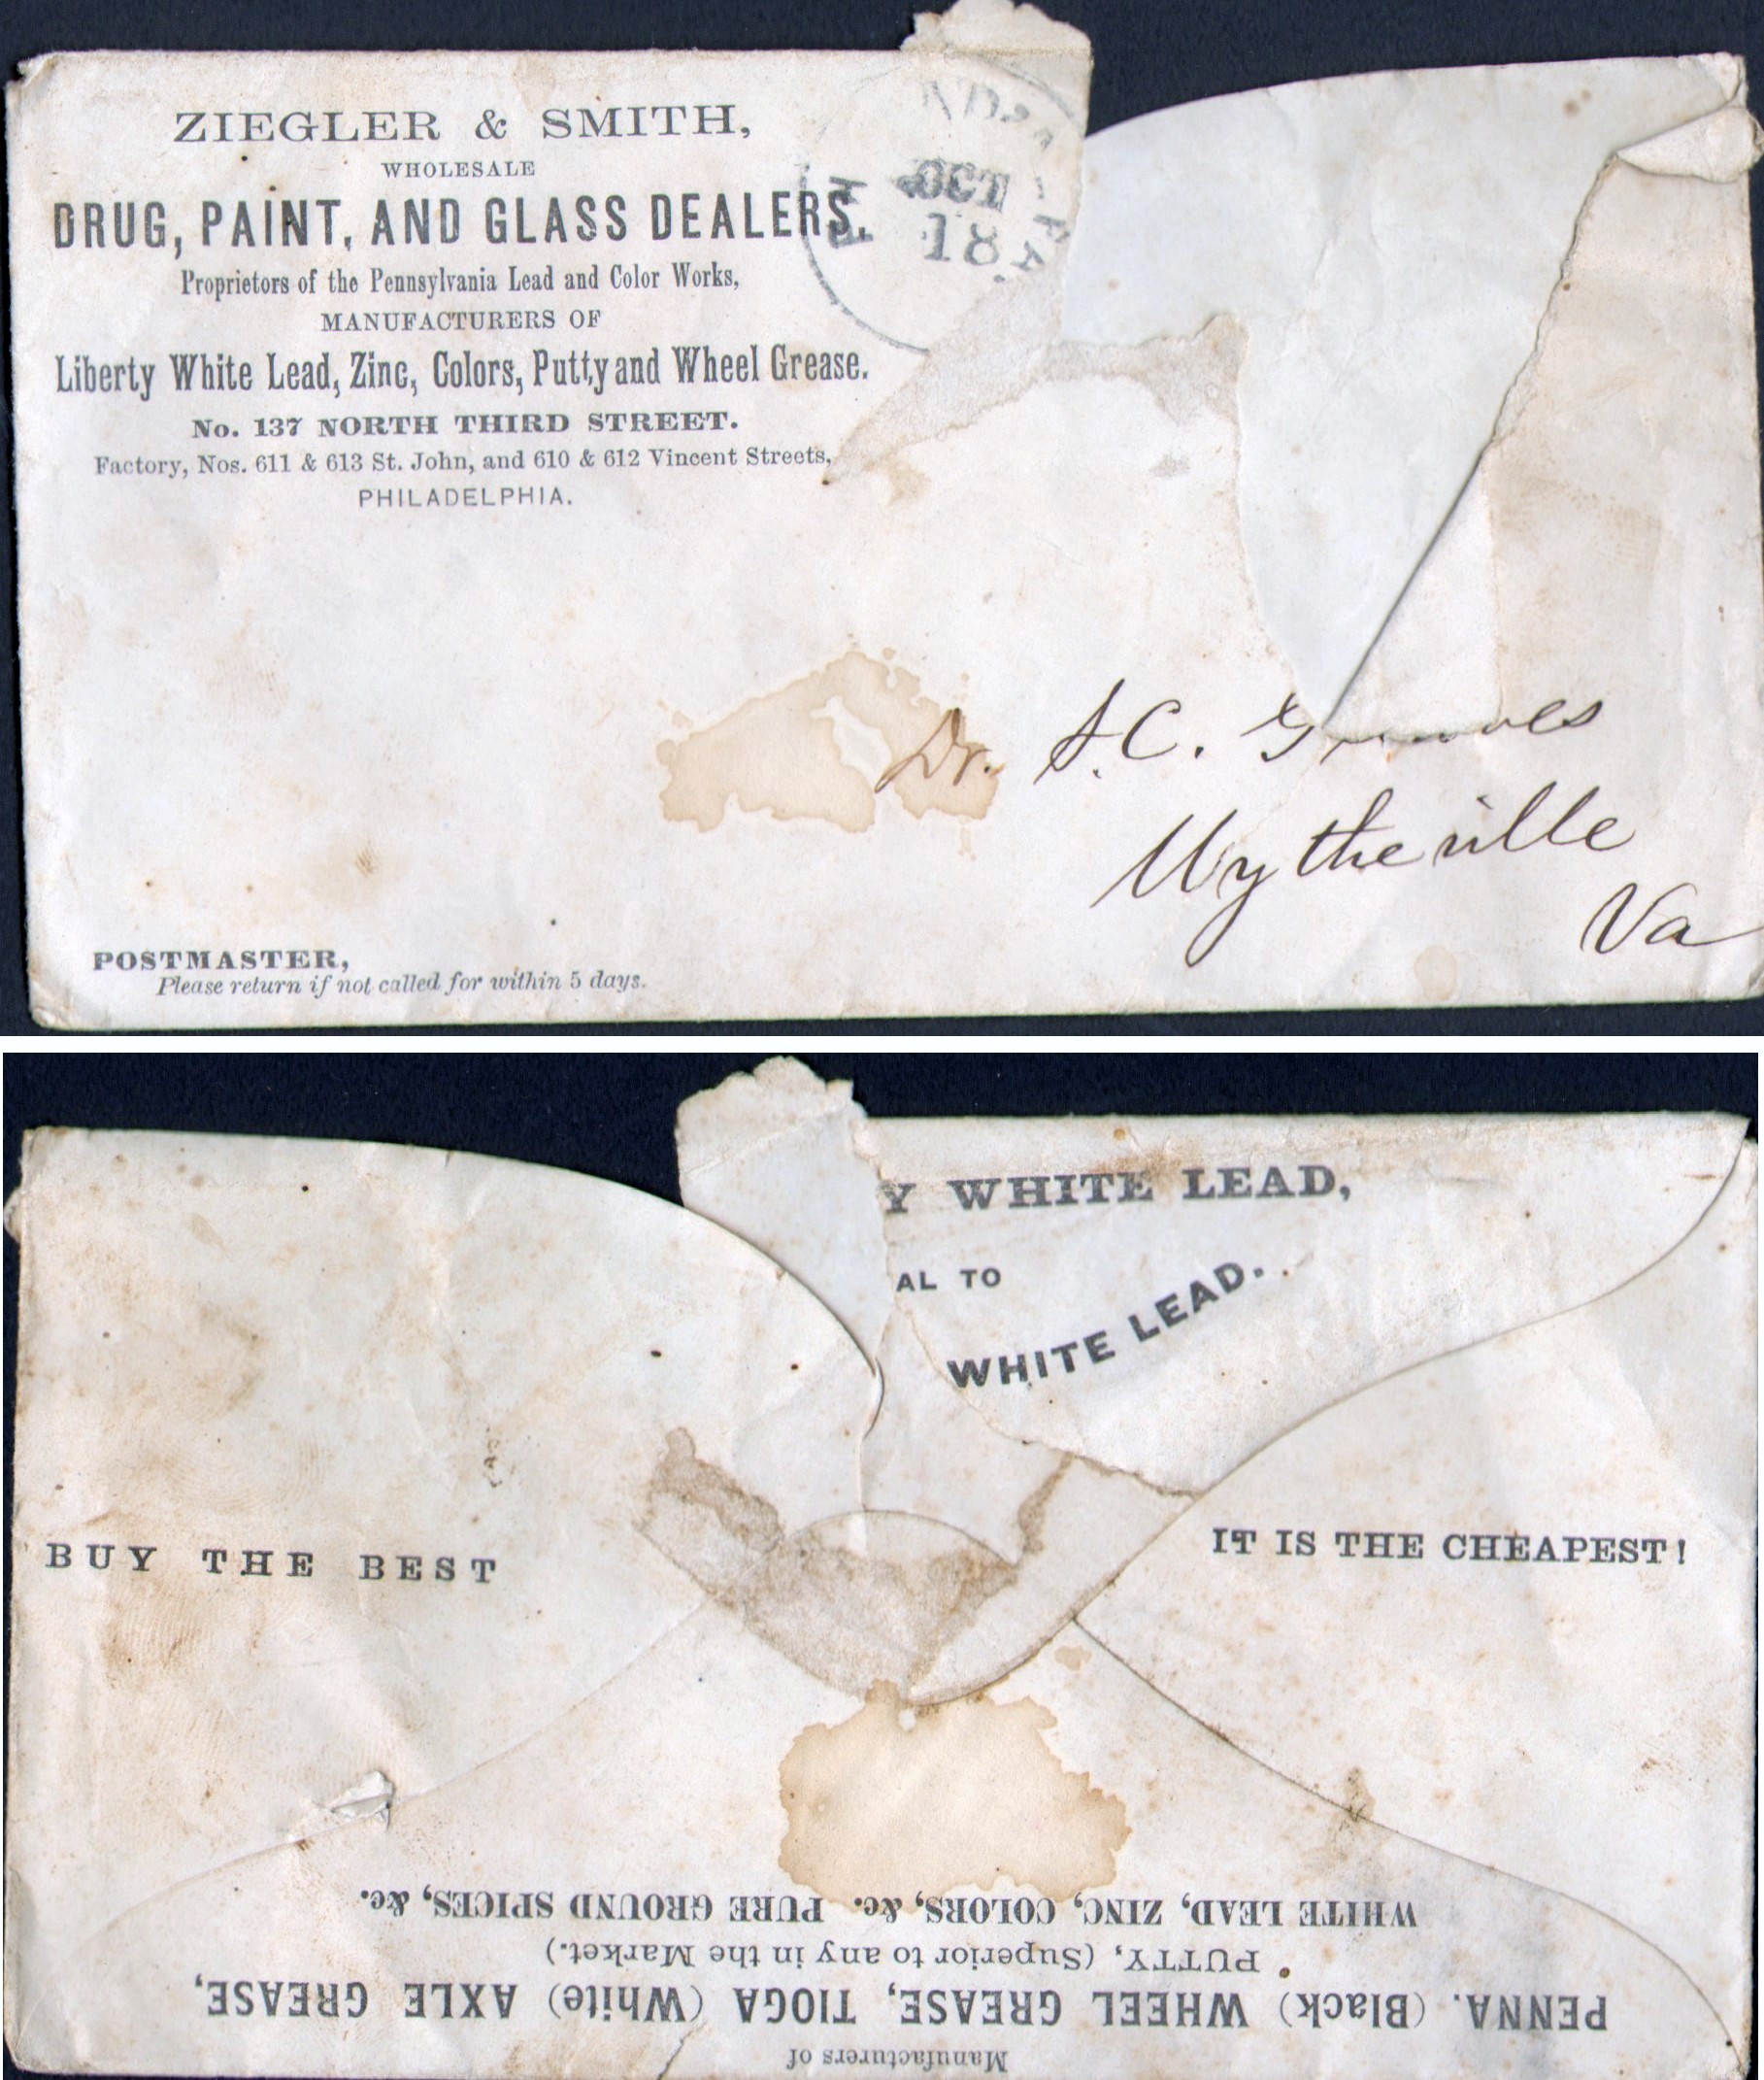 ZIEGLER & SMITH,
WHOLESALE
DRUG, PAINT, AND GLASS DEALERS.
Proprietors of the Pennsylvania Lead and Color Works,
MANUFACTURERS OF
Liberty White Lead, Zinc, Colors, Putty and Wheel Grease.
No. 137 NORTH THIRD STREET.
Factory, Nos. 611 & 613 St. John, and 610 & 612 Vincent Streets,
PHILADELPHIA.
OCT
18
Dr. S.C.
Wytheville
Va
POSTMASTER,
Please return if not called for within 5 days.
Y WHITE LEAD,
AL TO
WHITE LEAD.
BUY THE BEST
IT IS THE CHEAPEST!
Manufacturers of
PENNA. (Black) WHEEL GREASE, TIOGA (White) AXLE GREASE,
PUTTY, (Superior to any in the Market.)
WHITE LEAD, ZINC, COLORS, &c. PURE GROUND SPICES, &c.